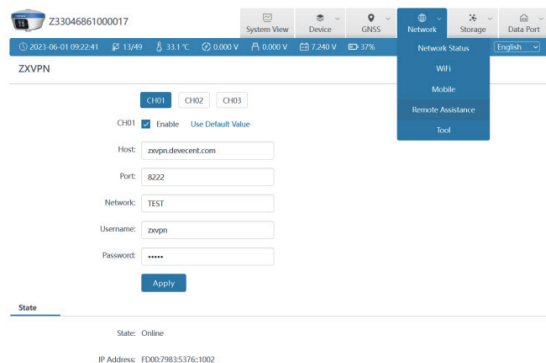 Z33046861000017
System View
Device
GNSS
Network
Storage
Data Port
2023-06-01 09:22:41 13/49 33.1 ℃ 0.000 V 0.000 V 7.240 V 37% English
Network Status
WiFi
Mobile
Remote Assistance
Tool
ZXVPN
CH01 CH02 CH03
CH01 Enable Use Default Value
Host: zxvpn.devecent.com
Port: 8222
Network: TEST
Username: zxvpn
Password: •••••
Apply
State
State: Online
IP Address: FD00:7983:5376::1002